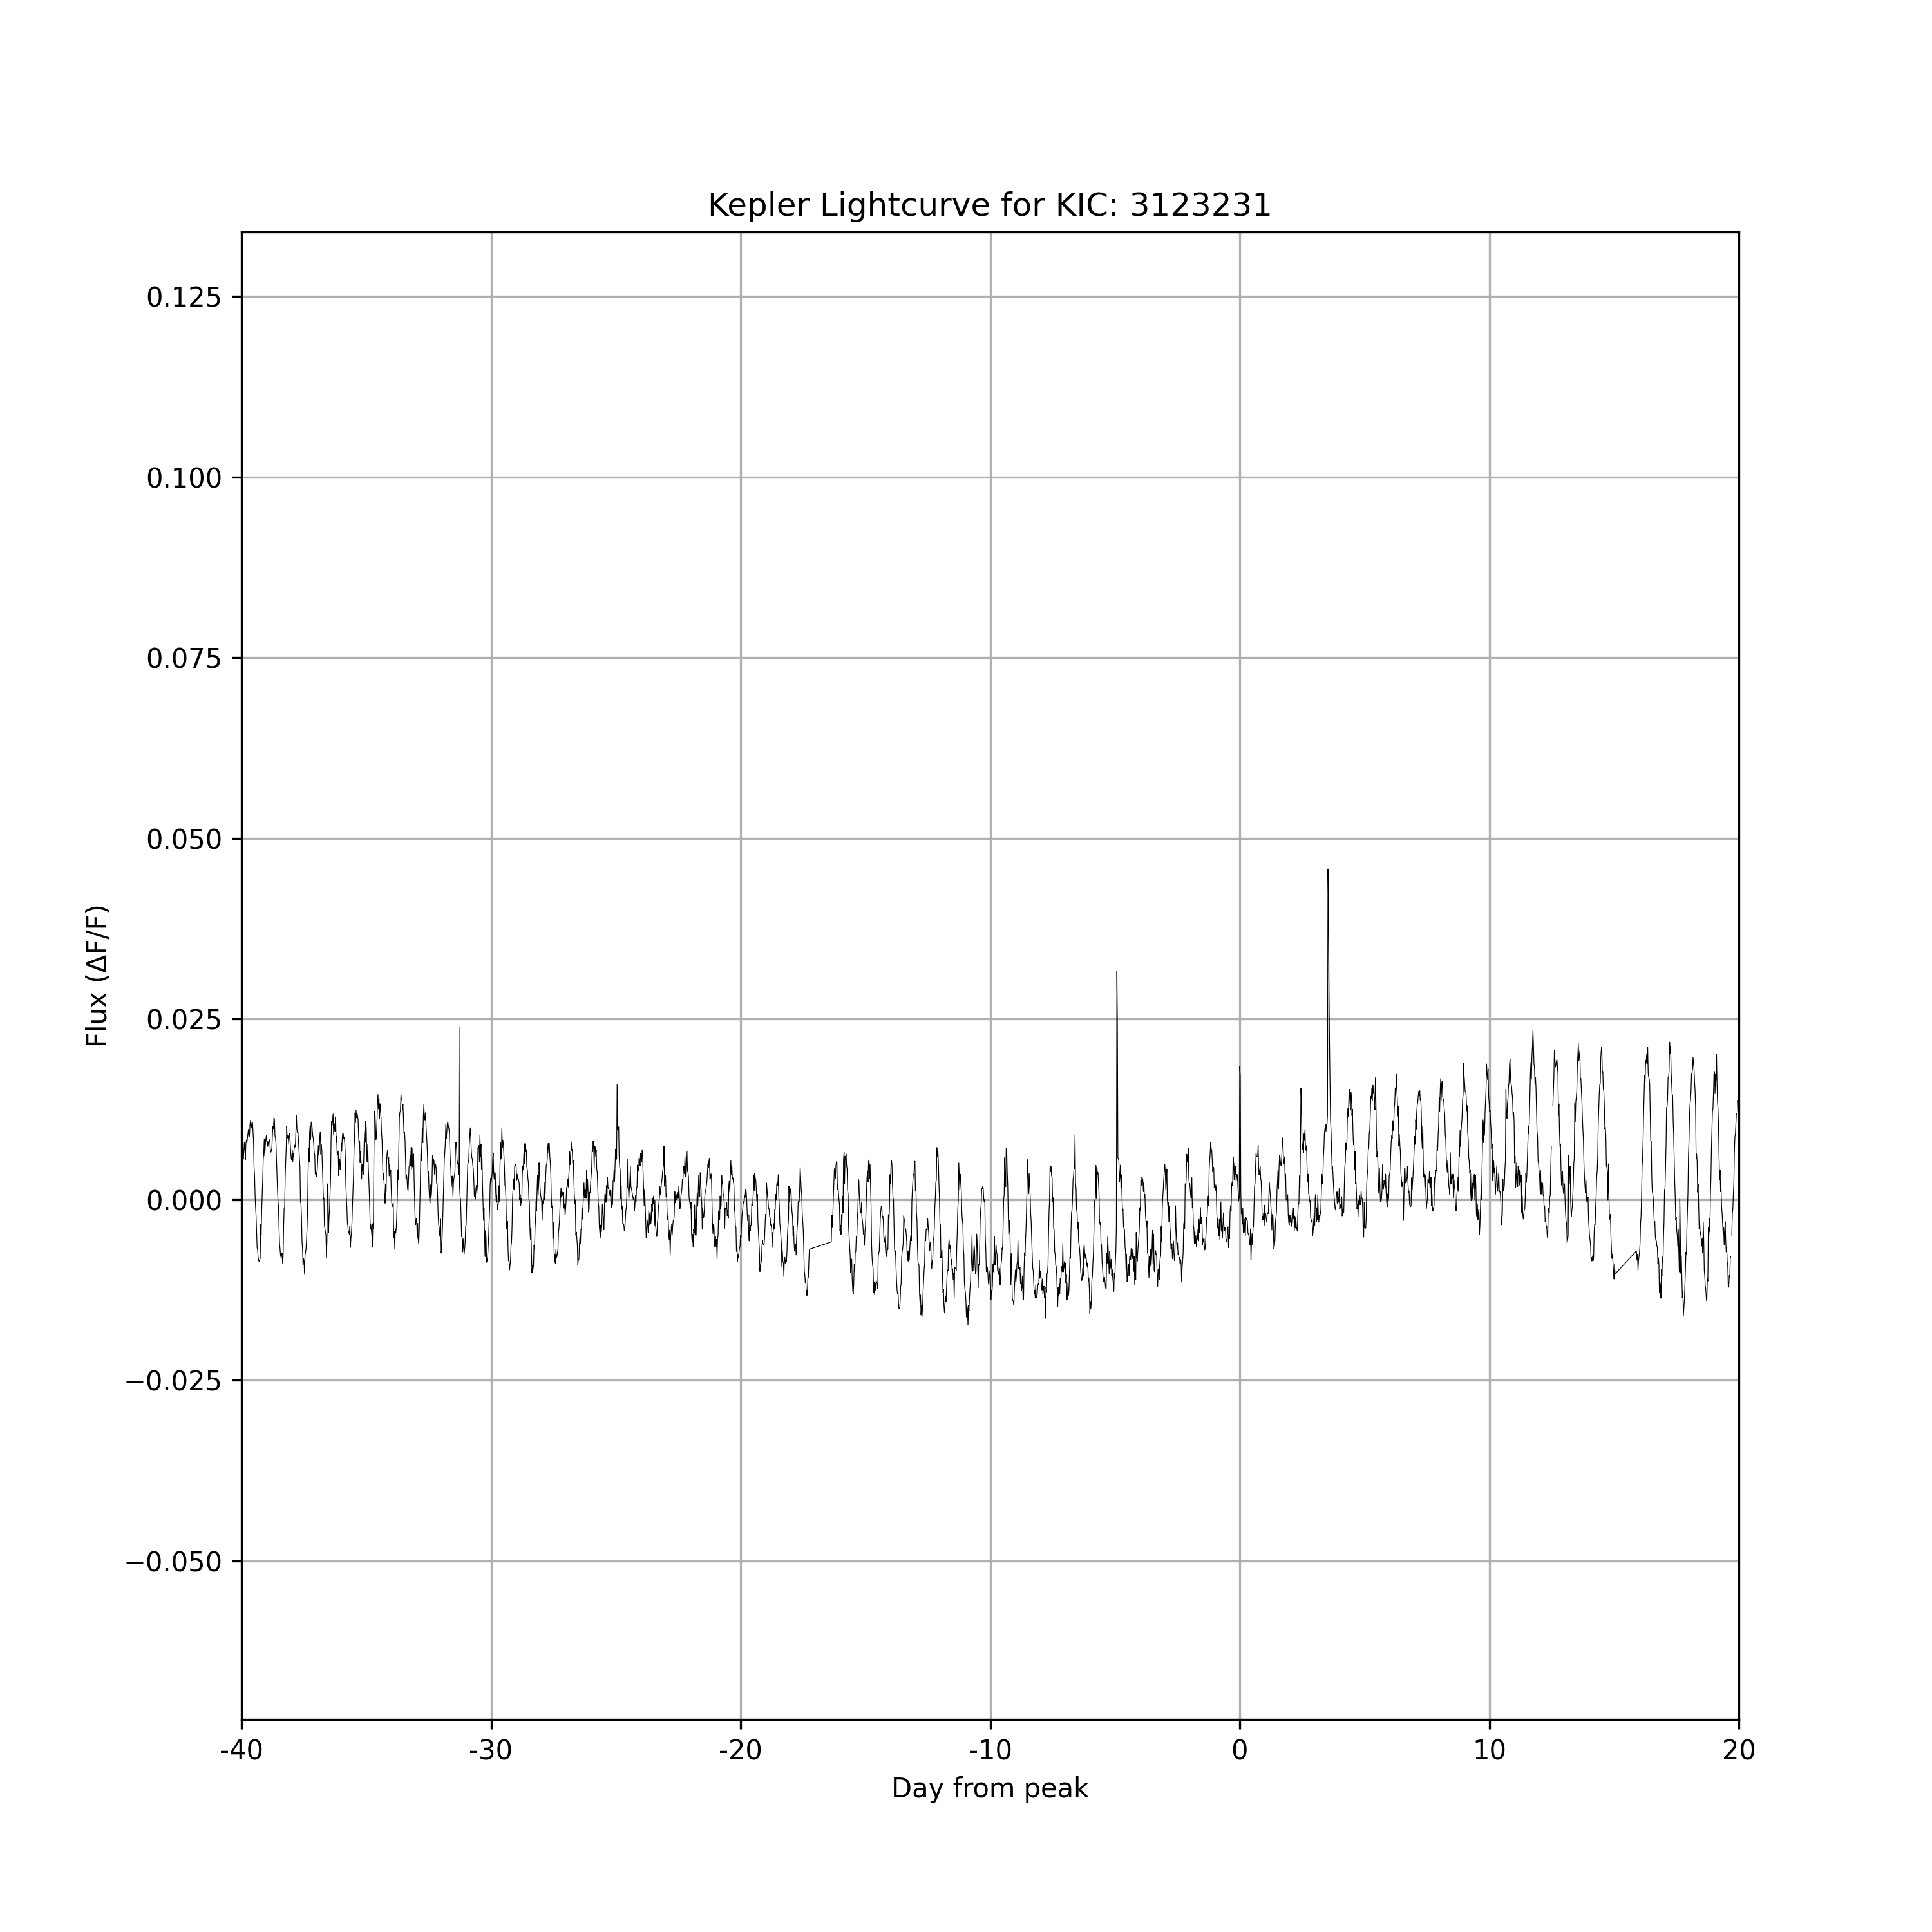 Kepler Lightcurve for KIC: 3123231
0.125
0.100
0.075
0.050
0.025
0.000
−0.025
−0.050
Flux (ΔF/F)
-40 -30 -20 -10 0 10 20
Day from peak